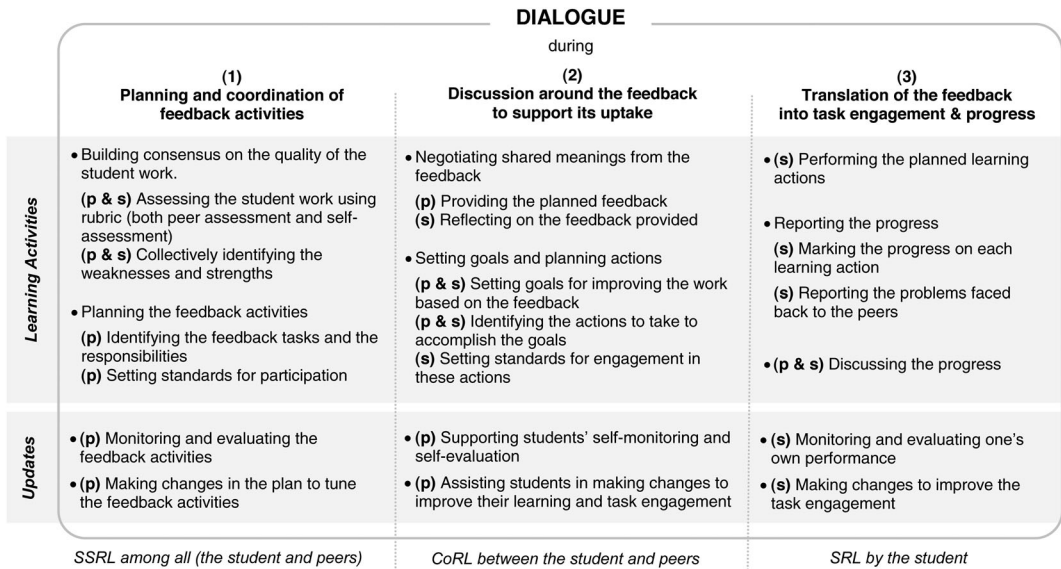 DIALOGUE
during
(1)
Planning and coordination of
feedback activities
(2)
Discussion around the feedback
to support its uptake
(3)
Translation of the feedback
into task engagement & progress
Learning Activities
• Building consensus on the quality of the
student work.
(p & s) Assessing the student work using
rubric (both peer assessment and self-
assessment)
(p & s) Collectively identifying the
weaknesses and strengths
• Planning the feedback activities
(p) Identifying the feedback tasks and the
responsibilities
(p) Setting standards for participation
• Negotiating shared meanings from the
feedback
(p) Providing the planned feedback
(s) Reflecting on the feedback provided
• Setting goals and planning actions
(p & s) Setting goals for improving the work
based on the feedback
(p & s) Identifying the actions to take to
accomplish the goals
(s) Setting standards for engagement in
these actions
• (s) Performing the planned learning
actions
• Reporting the progress
(s) Marking the progress on each
learning action
(s) Reporting the problems faced
back to the peers
• (p & s) Discussing the progress
Updates
• (p) Monitoring and evaluating the
feedback activities
• (p) Making changes in the plan to tune
the feedback activities
• (p) Supporting students' self-monitoring and
self-evaluation
• (p) Assisting students in making changes to
improve their learning and task engagement
• (s) Monitoring and evaluating one's
own performance
• (s) Making changes to improve the
task engagement
SSRL among all (the student and peers)
CoRL between the student and peers
SRL by the student